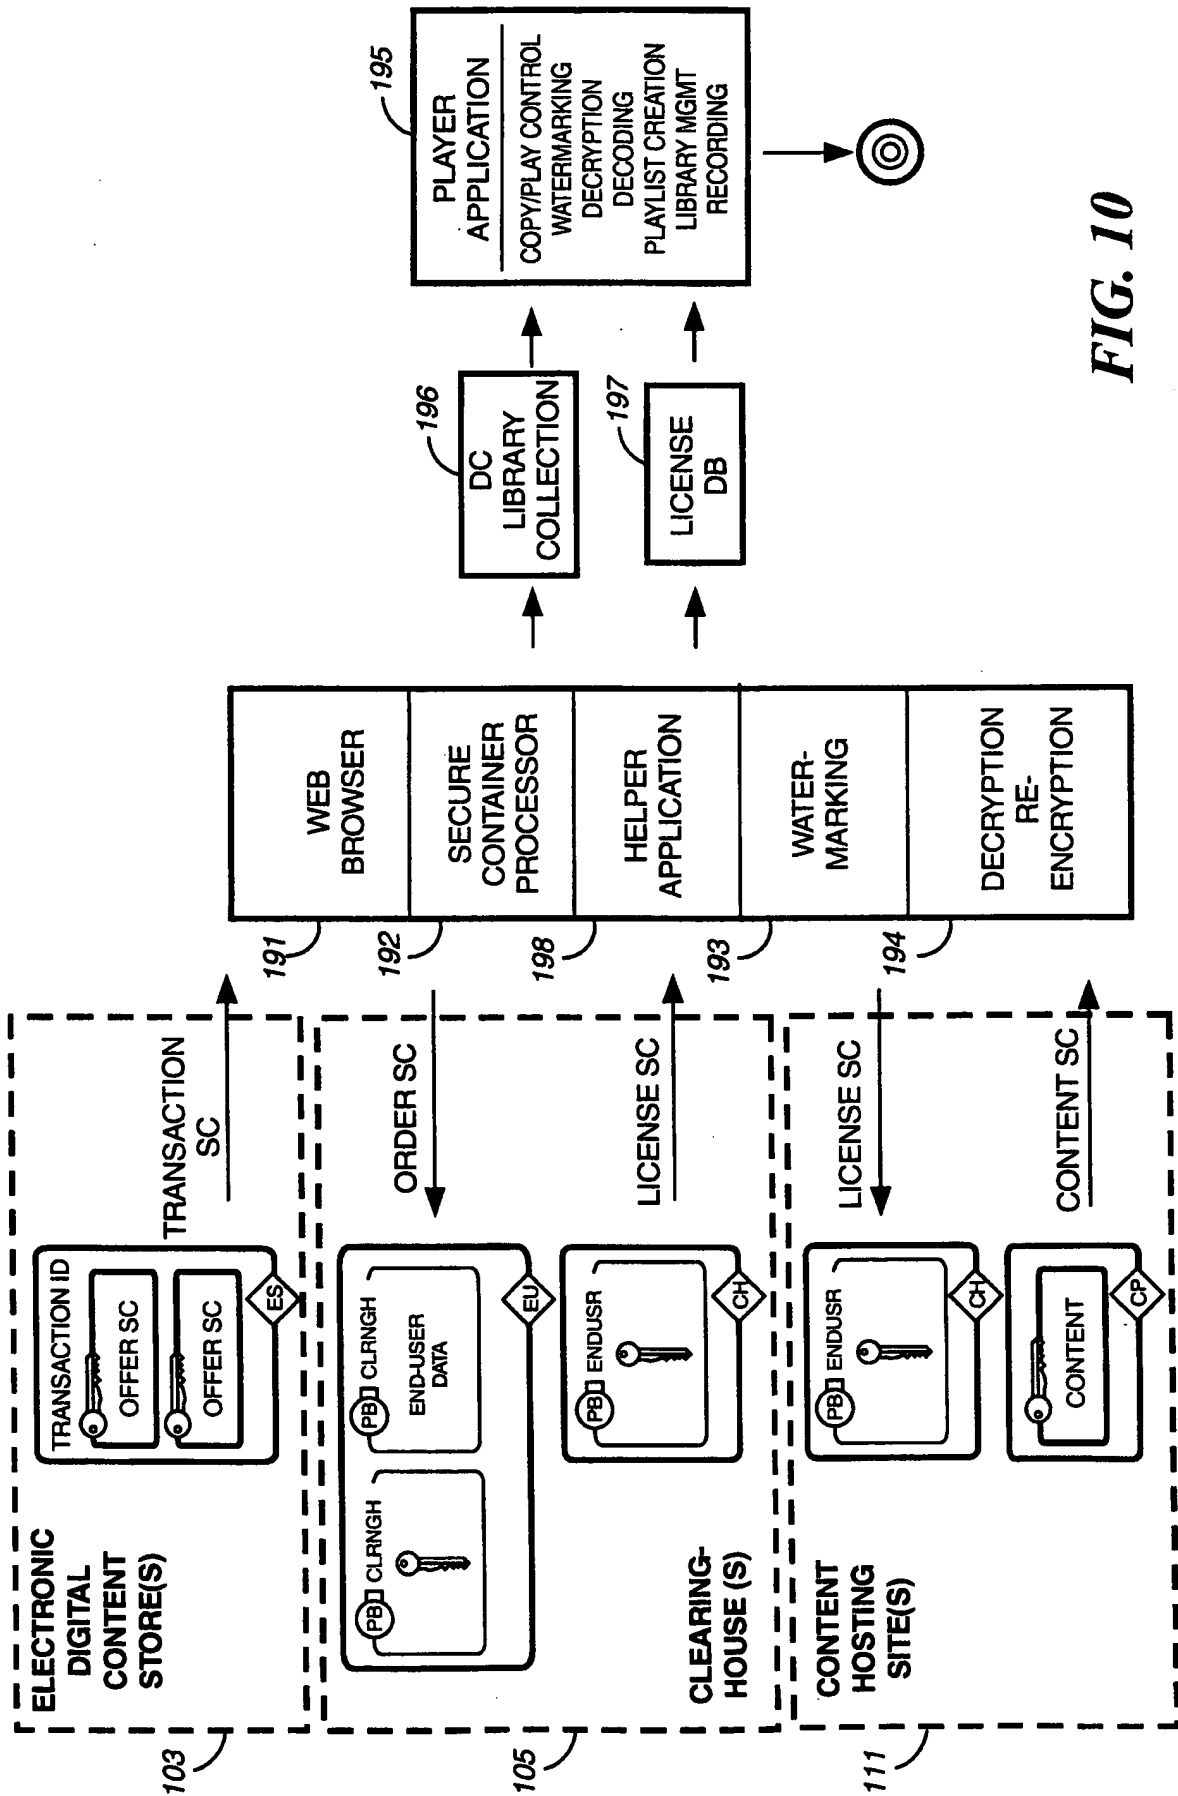 ELECTRONIC
DIGITAL
CONTENT
STORE(S)
103
TRANSACTION ID
OFFER SC
OFFER SC
ES
TRANSACTION
SC
CLEARING-
HOUSE (S)
105
PB CLRNGH
PB CLRNGH
END-USER
DATA
EU
ORDER SC
PB ENDUSR
CH
LICENSE SC
CONTENT
HOSTING
SITE(S)
111
PB ENDUSR
CH
LICENSE SC
CONTENT
CP
CONTENT SC
191
WEB
BROWSER
192
SECURE
CONTAINER
PROCESSOR
198
HELPER
APPLICATION
193
WATER-
MARKING
194
DECRYPTION
RE-
ENCRYPTION
196
DC
LIBRARY
COLLECTION
197
LICENSE
DB
195
PLAYER
APPLICATION
COPY/PLAY CONTROL
WATERMARKING
DECRYPTION
DECODING
PLAYLIST CREATION
LIBRARY MGMT
RECORDING
FIG. 10